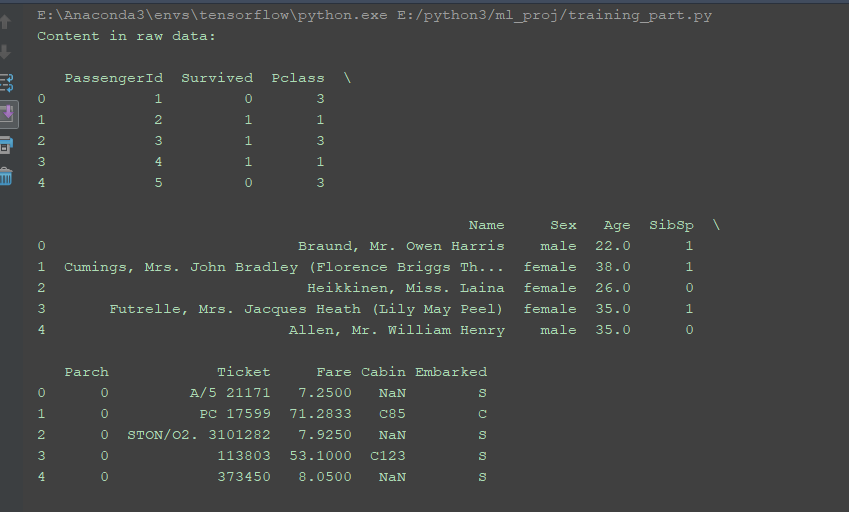 E:\Anaconda3\envs\tensorflow\python.exe E:/python3/ml_proj/training_part.py
Content in raw data:
   PassengerId  Survived  Pclass  \
0            1         0       3
1            2         1       1
2            3         1       3
3            4         1       1
4            5         0       3
                                                Name     Sex   Age  SibSp  \
0                            Braund, Mr. Owen Harris    male  22.0      1
1  Cumings, Mrs. John Bradley (Florence Briggs Th...  female  38.0      1
2                             Heikkinen, Miss. Laina  female  26.0      0
3       Futrelle, Mrs. Jacques Heath (Lily May Peel)  female  35.0      1
4                           Allen, Mr. William Henry    male  35.0      0
   Parch            Ticket     Fare Cabin Embarked
0      0         A/5 21171   7.2500   NaN        S
1      0          PC 17599  71.2833   C85        C
2      0  STON/O2. 3101282   7.9250   NaN        S
3      0            113803  53.1000  C123        S
4      0            373450   8.0500   NaN        S